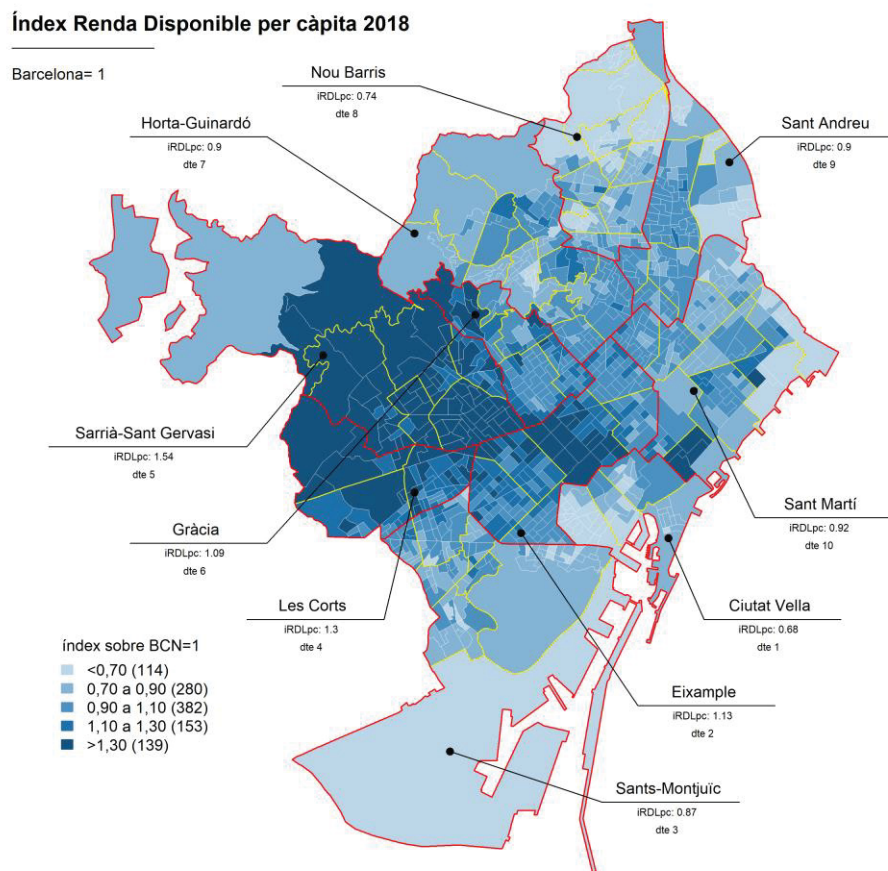 Índex Renda Disponible per càpita 2018
Barcelona= 1
Nou Barris
iRDLpc: 0.74
dte 8
Horta-Guinardó
iRDLpc: 0.9
dte 7
Sant Andreu
iRDLpc: 0.9
dte 9
Sarrià-Sant Gervasi
iRDLpc: 1.54
dte 5
Gràcia
iRDLpc: 1.09
dte 6
Sant Martí
iRDLpc: 0.92
dte 10
Les Corts
iRDLpc: 1.3
dte 4
Ciutat Vella
iRDLpc: 0.68
dte 1
Eixample
iRDLpc: 1.13
dte 2
Sants-Montjuïc
iRDLpc: 0.87
dte 3
índex sobre BCN=1
<0,70 (114)
0,70 a 0,90 (280)
0,90 a 1,10 (382)
1,10 a 1,30 (153)
>1,30 (139)